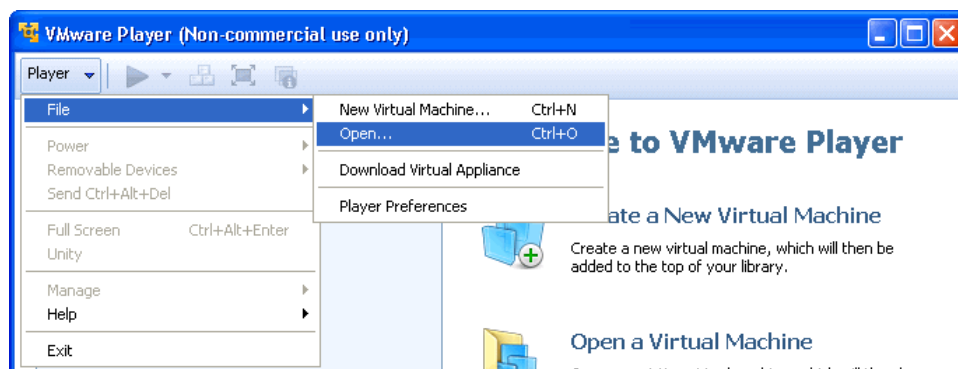 VMware Player (Non-commercial use only)
Player
File
New Virtual Machine... Ctrl+N
Open... Ctrl+O
Download Virtual Appliance
Player Preferences
Power
Removable Devices
Send Ctrl+Alt+Del
Full Screen Ctrl+Alt+Enter
Unity
Manage
Help
Exit
to VMware Player
New Virtual Machine
Create a new virtual machine, which will then be
added to the top of your library.
Open a Virtual Machine